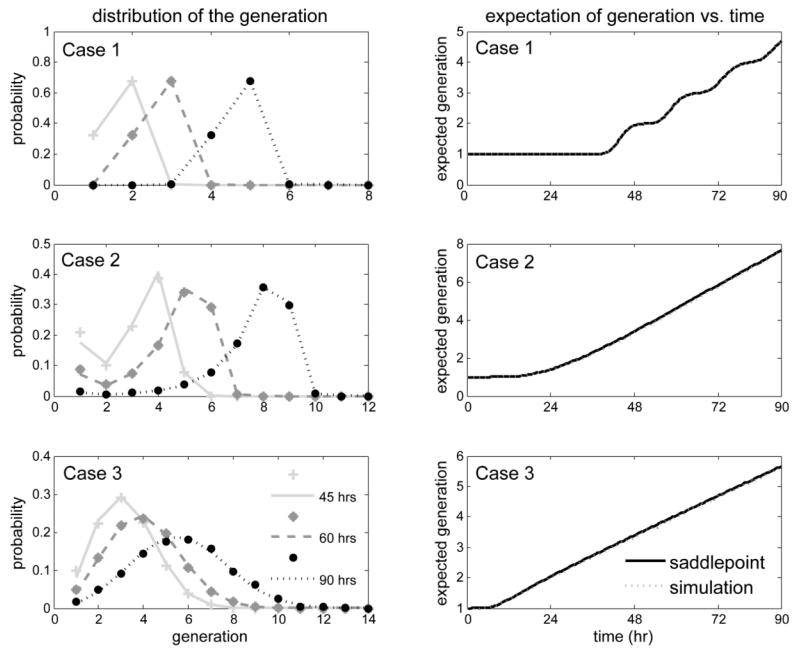 distribution of the generation
expectation of generation vs. time
Case 1
probability
1
0.8
0.6
0.4
0.2
0
0 2 4 6 8
Case 1
expected generation
5
4
3
2
1
0
0 24 48 72 90
Case 2
probability
0.5
0.4
0.3
0.2
0.1
0
0 2 4 6 8 10 12
Case 2
expected generation
8
6
4
2
0
0 24 48 72 90
Case 3
probability
0.4
0.3
0.2
0.1
0
0 2 4 6 8 10 12 14
generation
45 hrs
60 hrs
90 hrs
Case 3
expected generation
6
5
4
3
2
1
0 24 48 72 90
time (hr)
saddlepoint
simulation